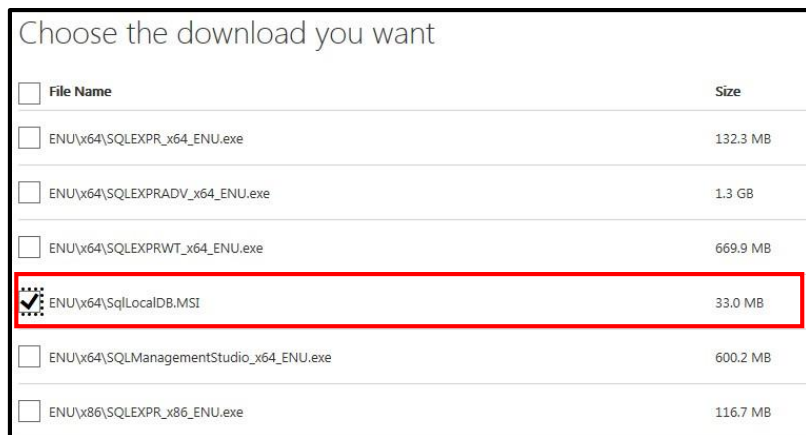 Choose the download you want
File Name Size
ENU\x64\SQLEXPR_x64_ENU.exe 132.3 MB
ENU\x64\SQLEXPRADV_x64_ENU.exe 1.3 GB
ENU\x64\SQLEXPRWT_x64_ENU.exe 669.9 MB
ENU\x64\SqlLocalDB.MSI 33.0 MB
ENU\x64\SQLManagementStudio_x64_ENU.exe 600.2 MB
ENU\x86\SQLEXPR_x86_ENU.exe 116.7 MB